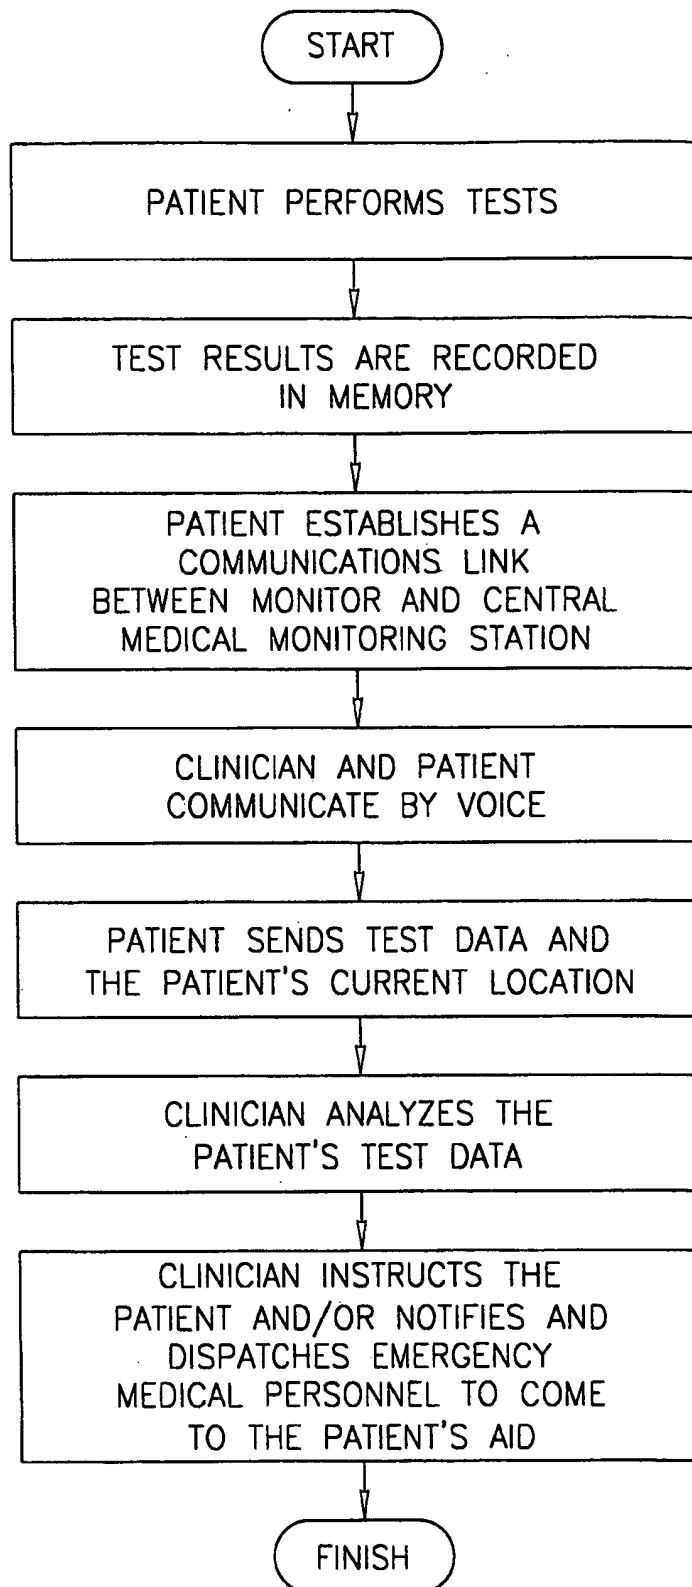 START
PATIENT PERFORMS TESTS
TEST RESULTS ARE RECORDED
IN MEMORY
PATIENT ESTABLISHES A
COMMUNICATIONS LINK
BETWEEN MONITOR AND CENTRAL
MEDICAL MONITORING STATION
CLINICIAN AND PATIENT
COMMUNICATE BY VOICE
PATIENT SENDS TEST DATA AND
THE PATIENT'S CURRENT LOCATION
CLINICIAN ANALYZES THE
PATIENT'S TEST DATA
CLINICIAN INSTRUCTS THE
PATIENT AND/OR NOTIFIES AND
DISPATCHES EMERGENCY
MEDICAL PERSONNEL TO COME
TO THE PATIENT'S AID
FINISH